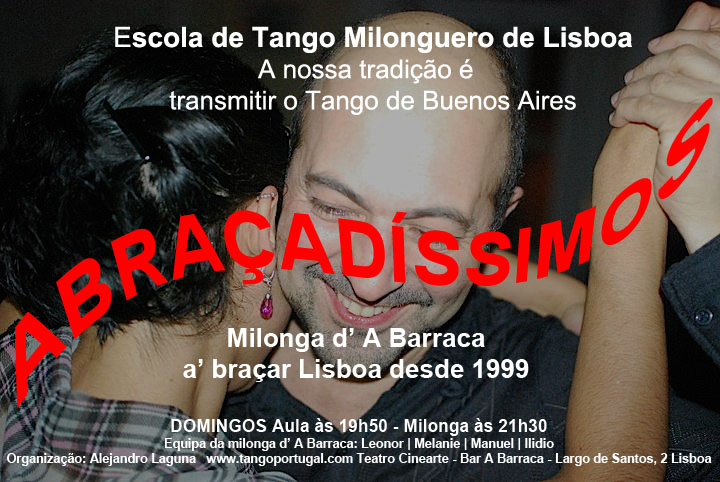 Escola de Tango Milonguero de Lisboa
A nossa tradição é
transmitir o Tango de Buenos Aires
ABRAÇADÍSSIMOS
Milonga d’ A Barraca
a’ braçar Lisboa desde 1999
DOMINGOS Aula às 19h50 - Milonga às 21h30
Equipa da milonga d’ A Barraca: Leonor | Melanie | Manuel | Ilidio
Organização: Alejandro Laguna www.tangoportugal.com Teatro Cinearte - Bar A Barraca - Largo de Santos, 2 Lisboa